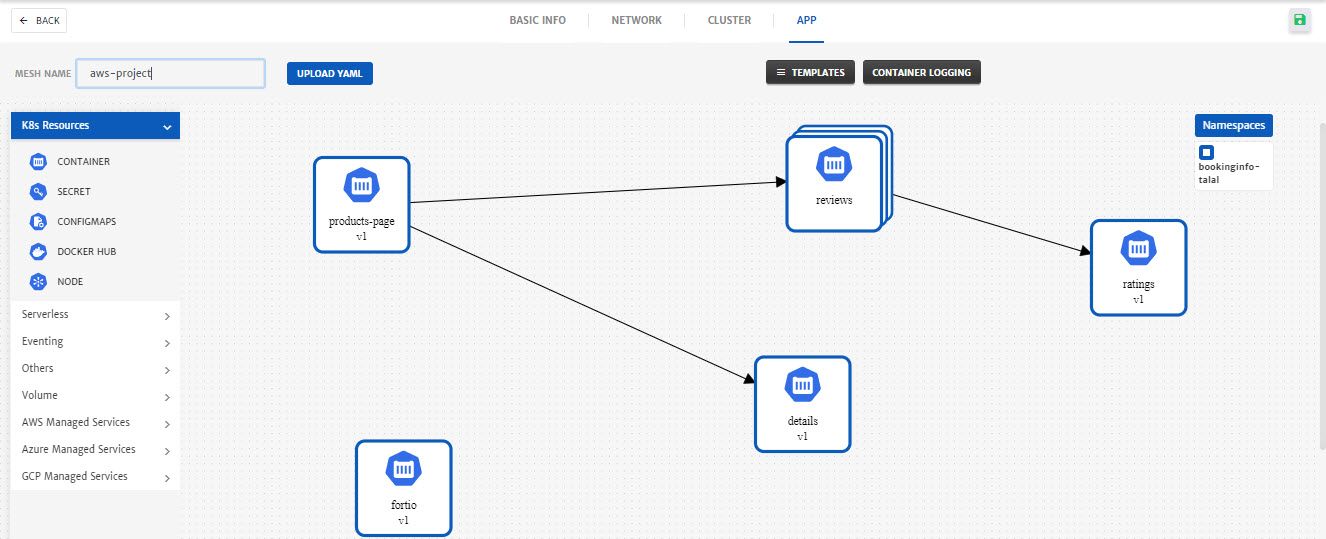 BACK
BASIC INFO
NETWORK
CLUSTER
APP
MESH NAME
aws-project
UPLOAD YAML
TEMPLATES
CONTAINER LOGGING
K8s Resources
CONTAINER
SECRET
CONFIGMAPS
DOCKER HUB
NODE
Serverless
Eventing
Others
Volume
AWS Managed Services
Azure Managed Services
GCP Managed Services
products-page
v1
reviews
ratings
v1
details
v1
fortio
v1
Namespaces
bookinginfo-
talal